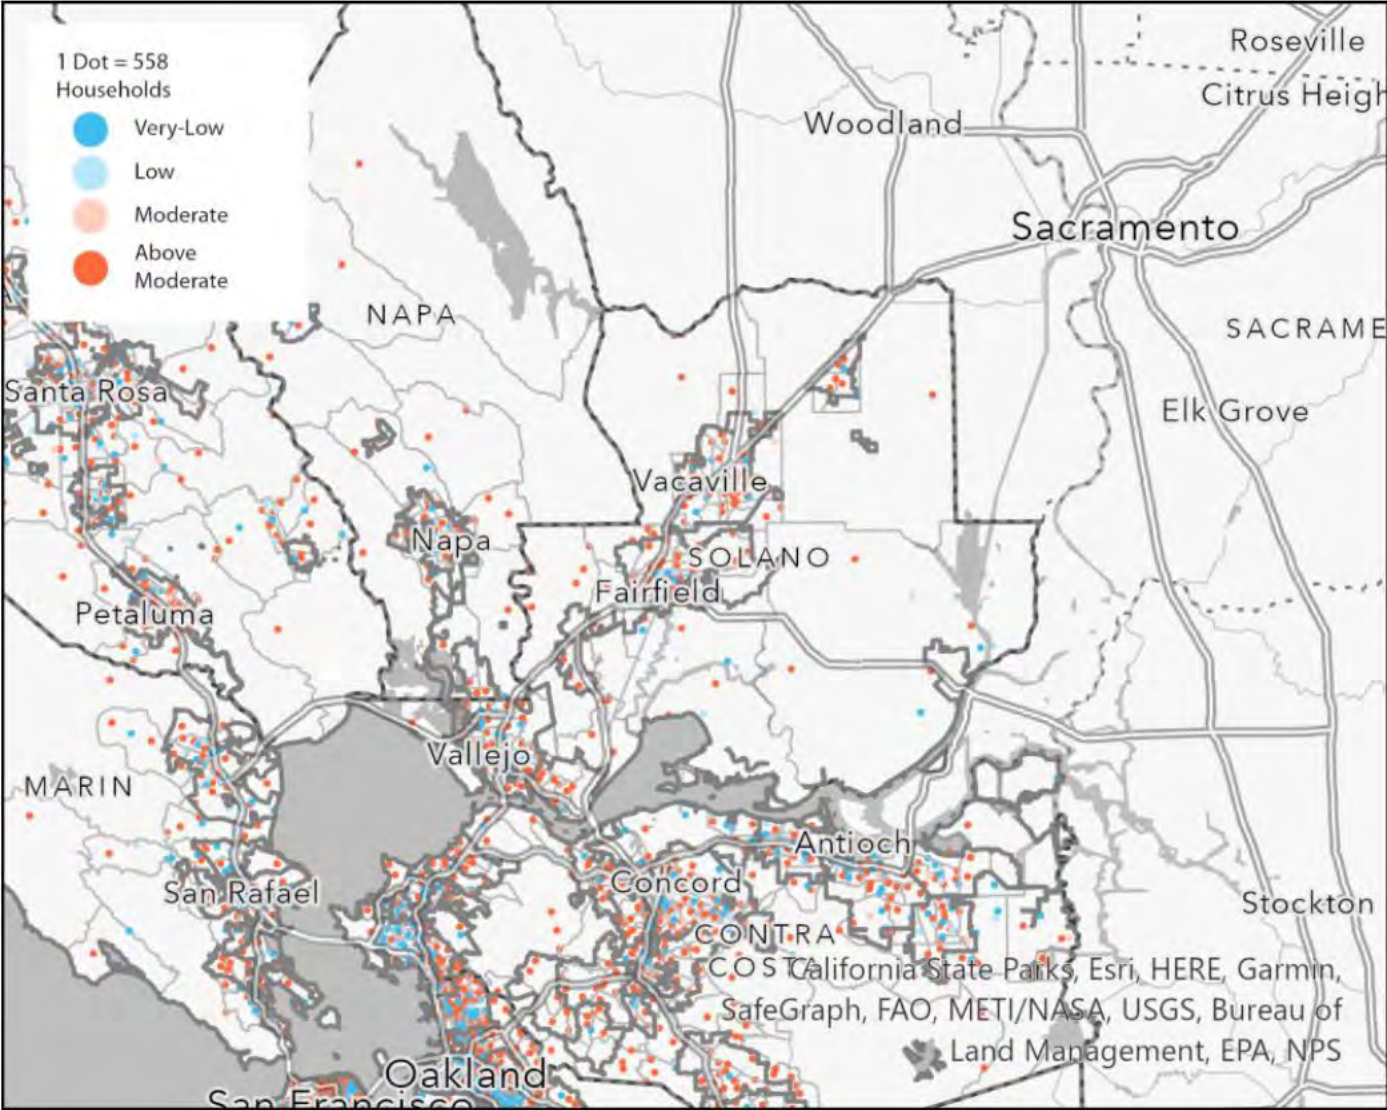 1 Dot = 558
Households
Very-Low
Low
Moderate
Above
Moderate
Roseville
Citrus Heigh
Woodland
Sacramento
NAPA
SACRAME
Santa Rosa
Elk Grove
Vacaville
Napa
SOLANO
Fairfield
Petaluma
Vallejo
MARIN
Antioch
San Rafael
Concord
Stockton
CONTRA
COSTA
California State Parks, Esri, HERE, Garmin,
SafeGraph, FAO, METI/NASA, USGS, Bureau of
Land Management, EPA, NPS
Oakland
San Francisco